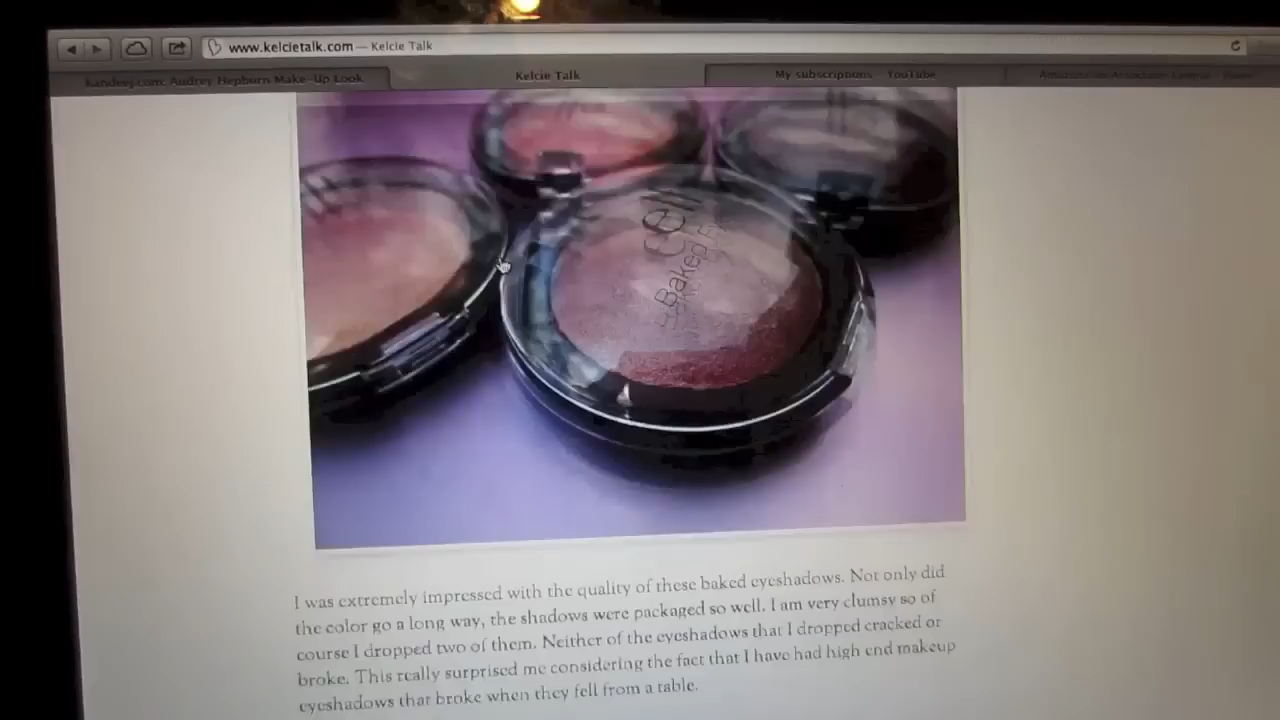 www.kelcietalk.com — Kelcie Talk
kandeej.com: Audrey Hepburn Make-Up Look
Kelcie Talk
My subscriptions - YouTube
Amazon.com Associates Central
Baked
I was extremely impressed with the quality of these baked eyeshadows. Not only did
the color go a long way, the shadows were packaged so well. I am very clumsy so of
course I dropped two of them. Neither of the eyeshadows that I dropped cracked or
broke. This really surprised me considering the fact that I have had high end makeup
eyeshadows that broke when they fell from a table.